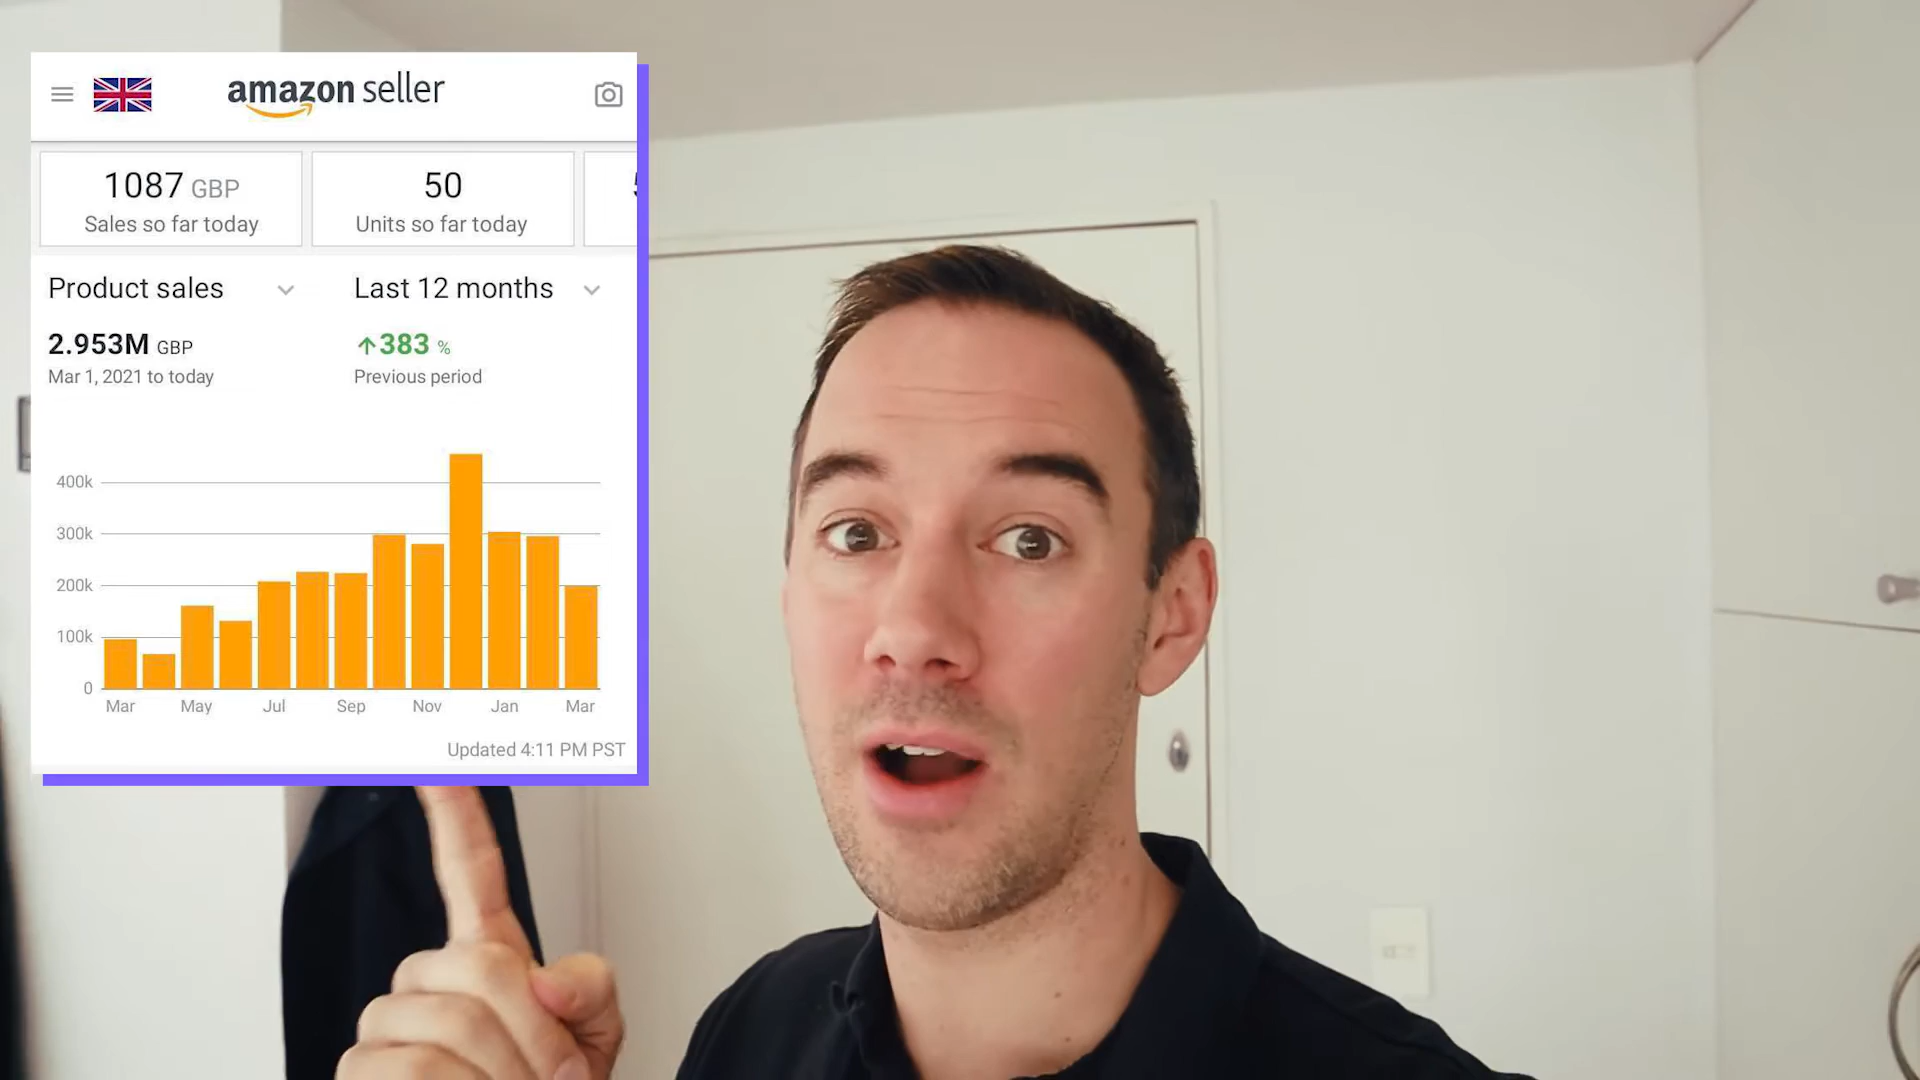 amazon seller
1087 GBP
Sales so far today
50
Units so far today
Product sales
Last 12 months
2.953M GBP
Mar 1, 2021 to today
↑383 %
Previous period
400k
300k
200k
100k
0
Mar May Jul Sep Nov Jan Mar
Updated 4:11 PM PST